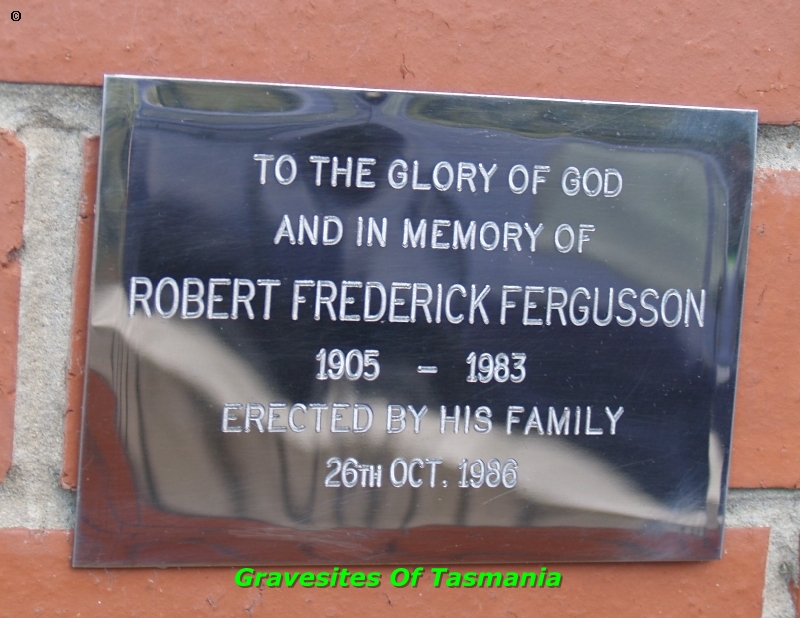 ©
TO THE GLORY OF GOD
AND IN MEMORY OF
ROBERT FREDERICK FERGUSSON
1905 - 1983
ERECTED BY HIS FAMILY
26TH OCT. 1986
Gravesites Of Tasmania